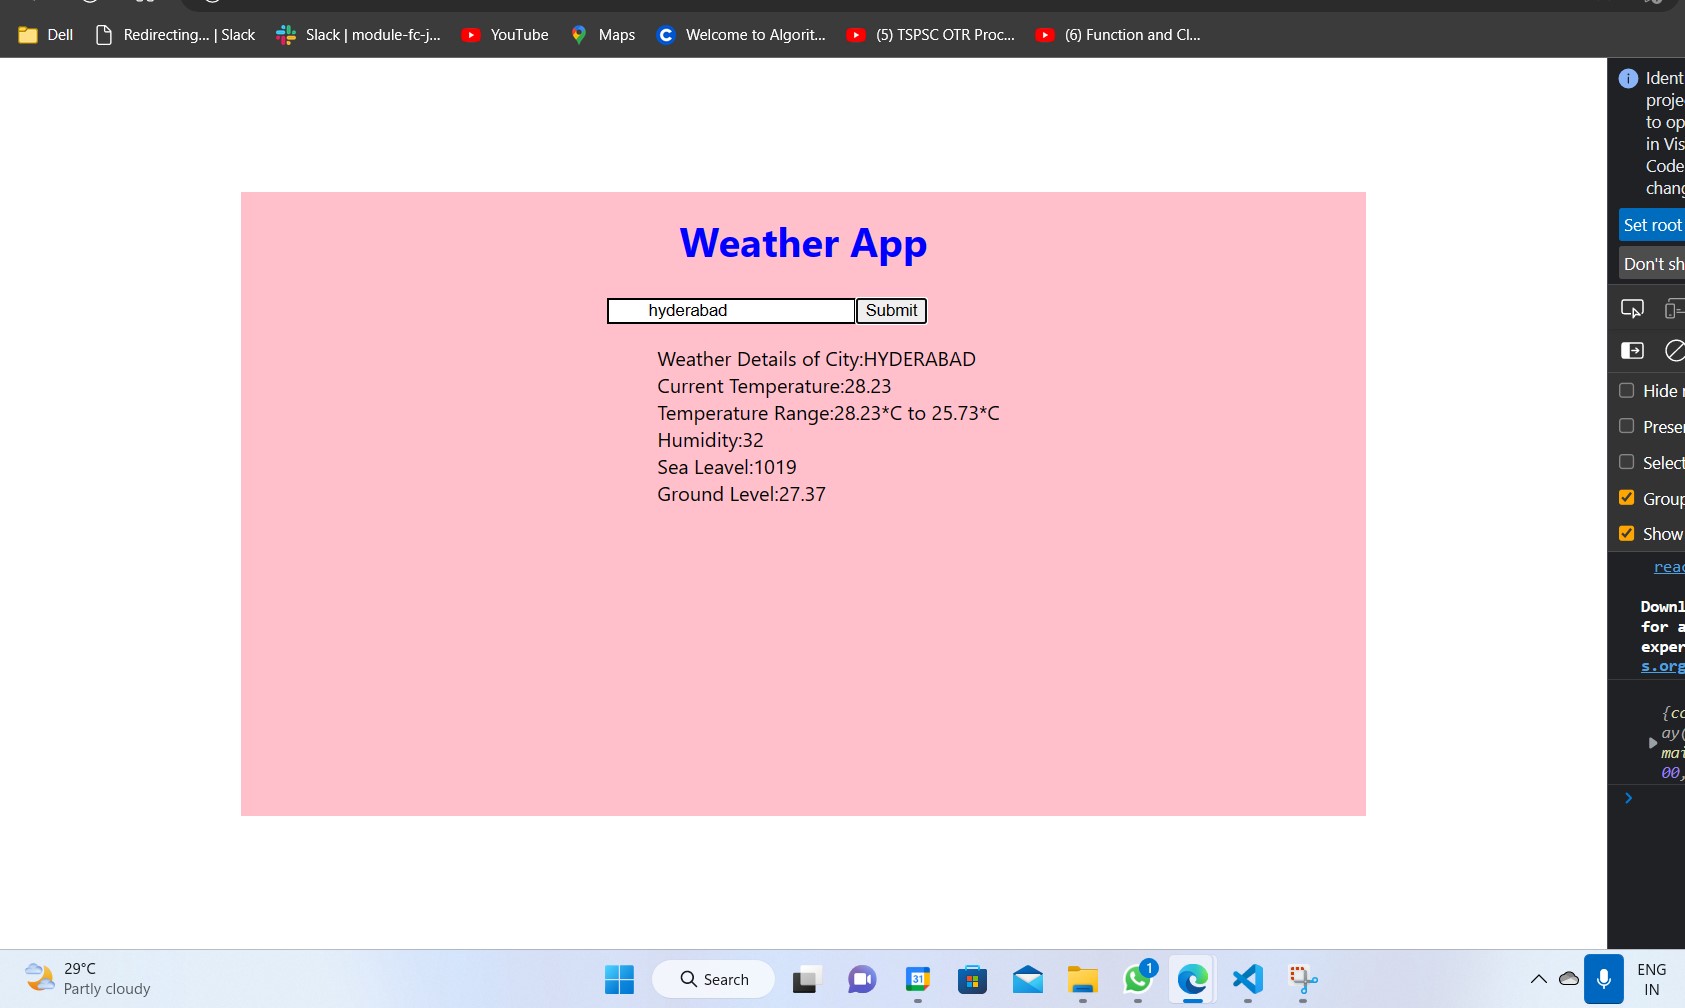 Dell
Redirecting... | Slack
Slack | module-fc-j...
YouTube
Maps
Welcome to Algorit...
(5) TSPSC OTR Proc...
(6) Function and Cl...
Weather App
hyderabad
Submit
Weather Details of City:HYDERABAD
Current Temperature:28.23
Temperature Range:28.23*C to 25.73*C
Humidity:32
Sea Leavel:1019
Ground Level:27.37
Ident
proje
to op
in Vis
Code
chang
Set root
Don't sh
Hide
Preser
Select
Group
Show
reac
Downl
for a
exper
s.org
{co
ay(
mai
00,
29°C
Partly cloudy
Search
31
1
ENG
IN